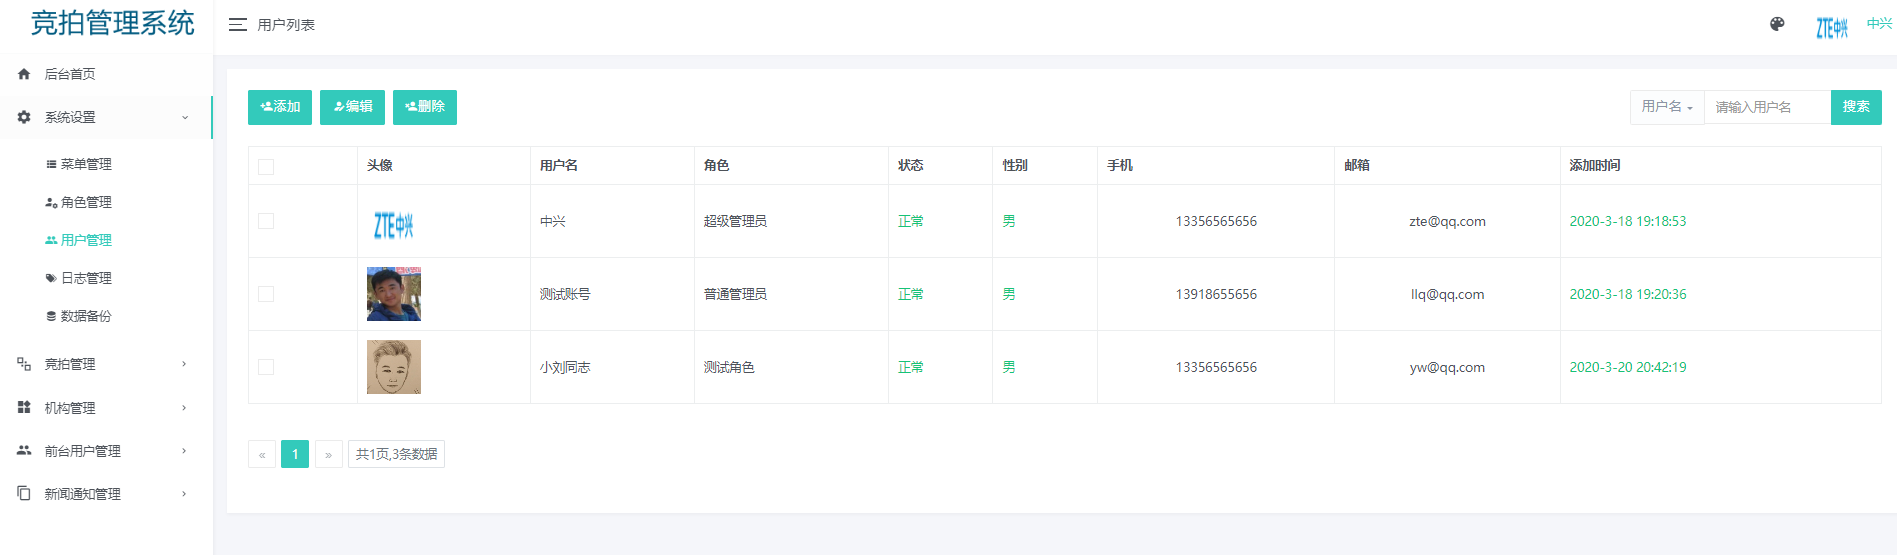 竞拍管理系统
用户列表
ZTE中兴 中兴
后台首页
系统设置
菜单管理
角色管理
用户管理
日志管理
数据备份
竞拍管理
机构管理
前台用户管理
新闻通知管理
添加 编辑 删除
用户名 请输入用户名 搜索
头像 用户名 角色 状态 性别 手机 邮箱 添加时间
ZTE中兴 中兴 超级管理员 正常 男 13356565656 zte@qq.com 2020-3-18 19:18:53
测试账号 普通管理员 正常 男 13918655656 llq@qq.com 2020-3-18 19:20:36
小刘同志 测试角色 正常 男 13356565656 yw@qq.com 2020-3-20 20:42:19
« 1 » 共1页,3条数据